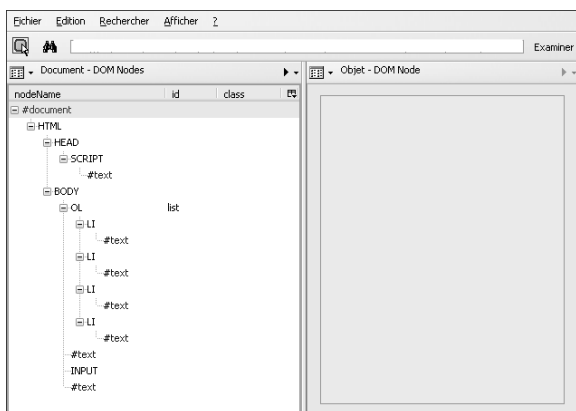 Fichier Edition Rechercher Afficher ?
Examiner
Document - DOM Nodes
nodeName id class
#document
HTML
HEAD
SCRIPT
#text
BODY
OL list
LI
#text
LI
#text
LI
#text
LI
#text
#text
INPUT
#text
Objet - DOM Node